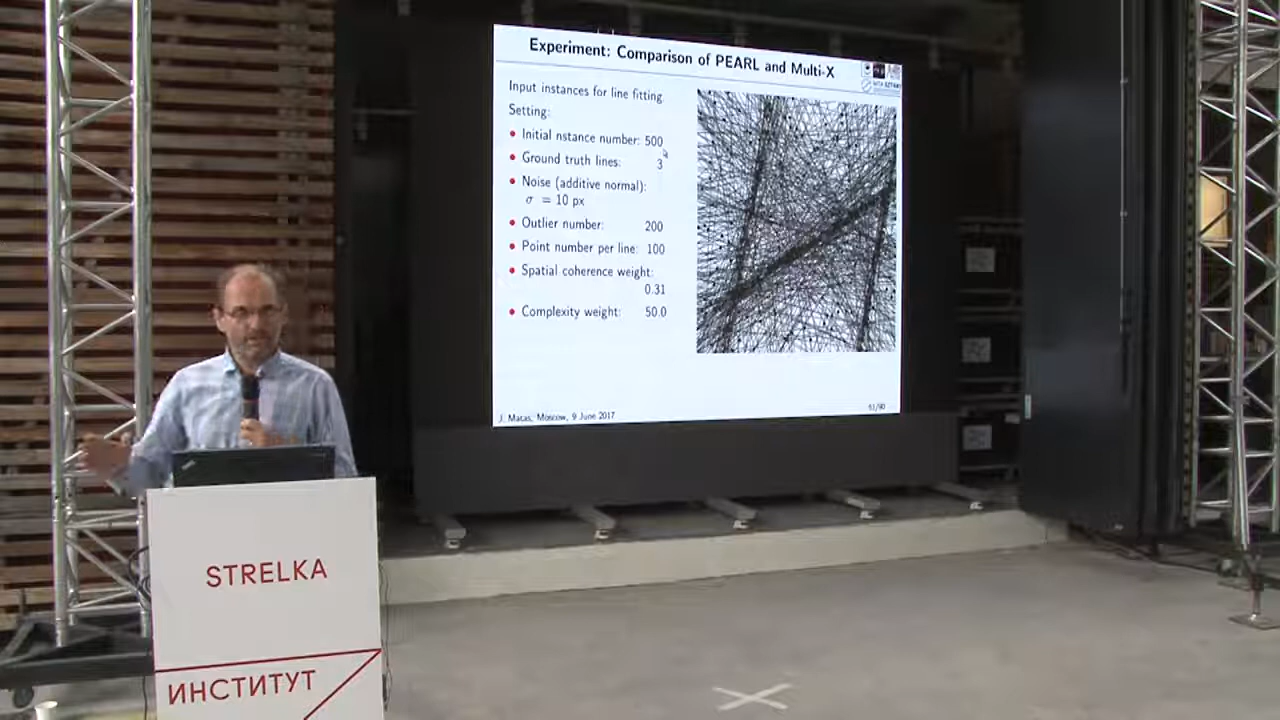 Experiment: Comparison of PEARL and Multi-X
Input instances for line fitting.
Setting:
• Initial nstance number: 500
• Ground truth lines: 3
• Noise (additive normal):
σ = 10 px
• Outlier number: 200
• Point number per line: 100
• Spatial coherence weight:
0.31
• Complexity weight: 50.0
J. Matas, Moscow, 9 June 2017
51/90
STRELKA
ИНСТИТУТ